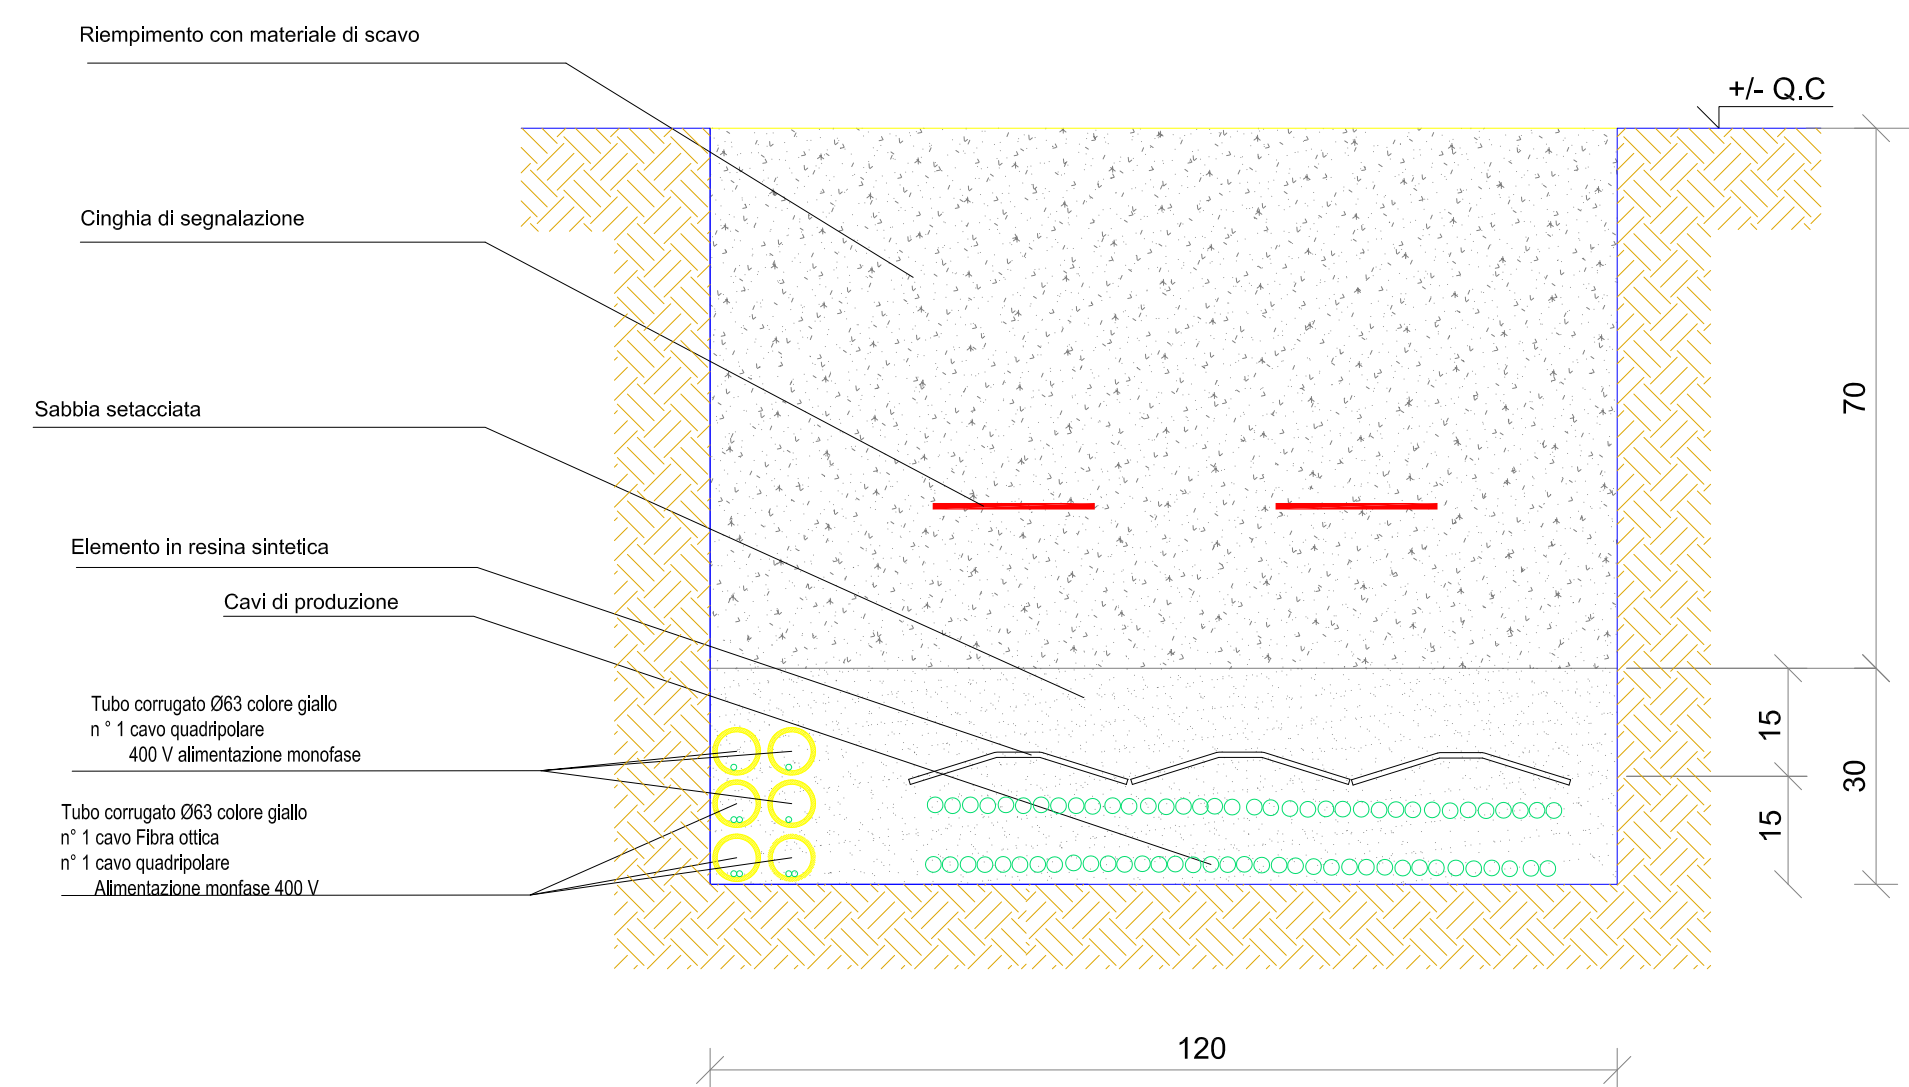 Riempimento con materiale di scavo
+/- Q.C
Cinghia di segnalazione
70
Sabbia setacciata
Elemento in resina sintetica
Cavi di produzione
Tubo corrugato Ø63 colore giallo
n ° 1 cavo quadripolare
400 V alimentazione monofase
15
30
15
Tubo corrugato Ø63 colore giallo
n° 1 cavo Fibra ottica
n° 1 cavo quadripolare
Alimentazione monfase 400 V
120